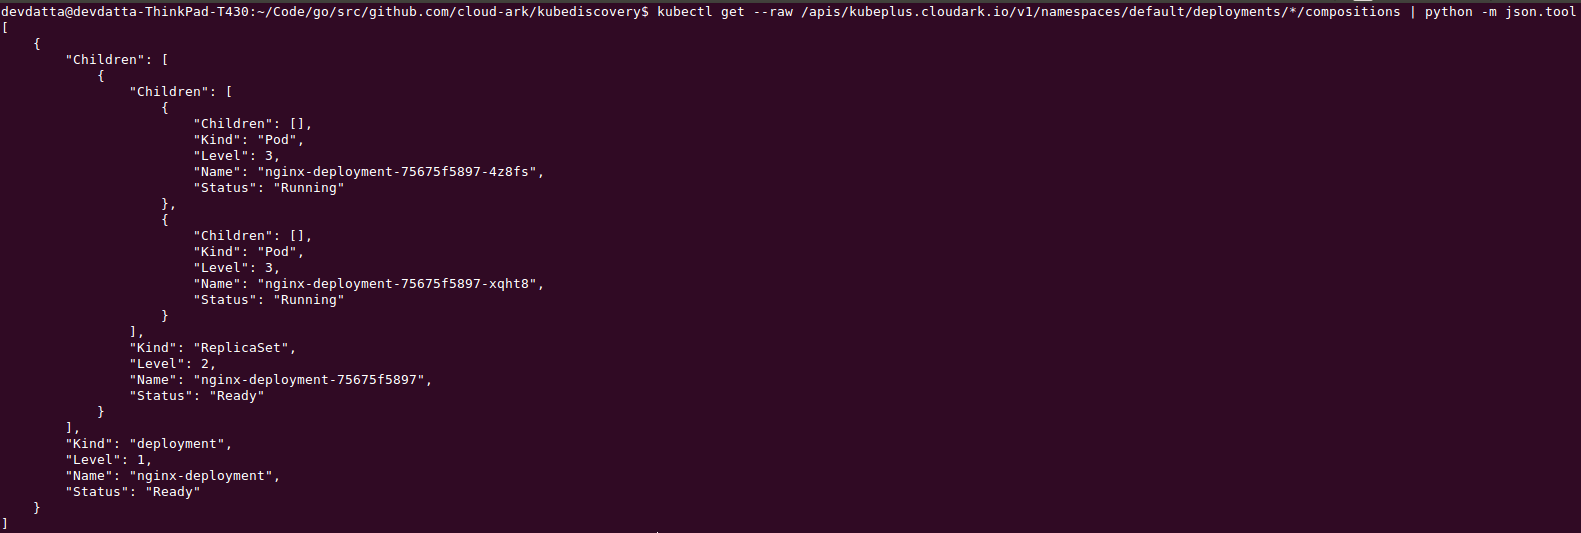 devdatta@devdatta-ThinkPad-T430:~/Code/go/src/github.com/cloud-ark/kubediscovery$ kubectl get --raw /apis/kubeplus.cloudark.io/v1/namespaces/default/deployments/*/compositions | python -m json.tool
[
    {
        "Children": [
            {
                "Children": [
                    {
                        "Children": [],
                        "Kind": "Pod",
                        "Level": 3,
                        "Name": "nginx-deployment-75675f5897-4z8fs",
                        "Status": "Running"
                    },
                    {
                        "Children": [],
                        "Kind": "Pod",
                        "Level": 3,
                        "Name": "nginx-deployment-75675f5897-xqht8",
                        "Status": "Running"
                    }
                ],
                "Kind": "ReplicaSet",
                "Level": 2,
                "Name": "nginx-deployment-75675f5897",
                "Status": "Ready"
            }
        ],
        "Kind": "deployment",
        "Level": 1,
        "Name": "nginx-deployment",
        "Status": "Ready"
    }
]